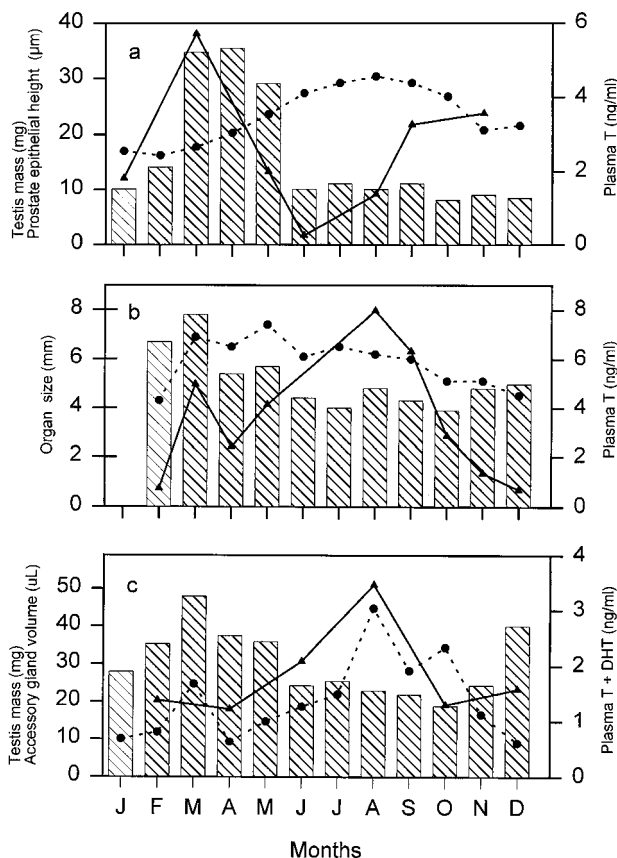 a
Testis mass (mg)
Prostate epithelial height (µm)
40
30
20
10
0
6
4
2
0
Plasma T (ng/ml)
b
Organ size (mm)
8
6
4
2
0
8
6
4
2
0
Plasma T (ng/ml)
c
Testis mass (mg)
Accessory gland volume (uL)
50
40
30
20
10
0
4
3
2
1
0
Plasma T + DHT (ng/ml)
J F M A M J J A S O N D
Months